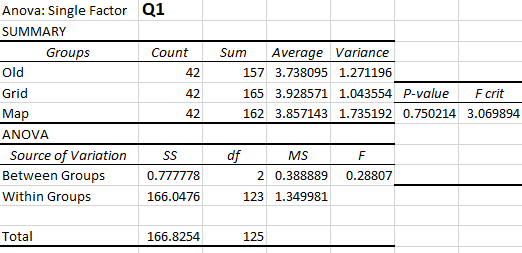 Anova: Single Factor Q1
SUMMARY
Groups Count Sum Average Variance
Old 42 157 3.738095 1.271196
Grid 42 165 3.928571 1.043554 P-value F crit
Map 42 162 3.857143 1.735192 0.750214 3.069894
ANOVA
Source of Variation SS df MS F
Between Groups 0.777778 2 0.388889 0.28807
Within Groups 166.0476 123 1.349981
Total 166.8254 125